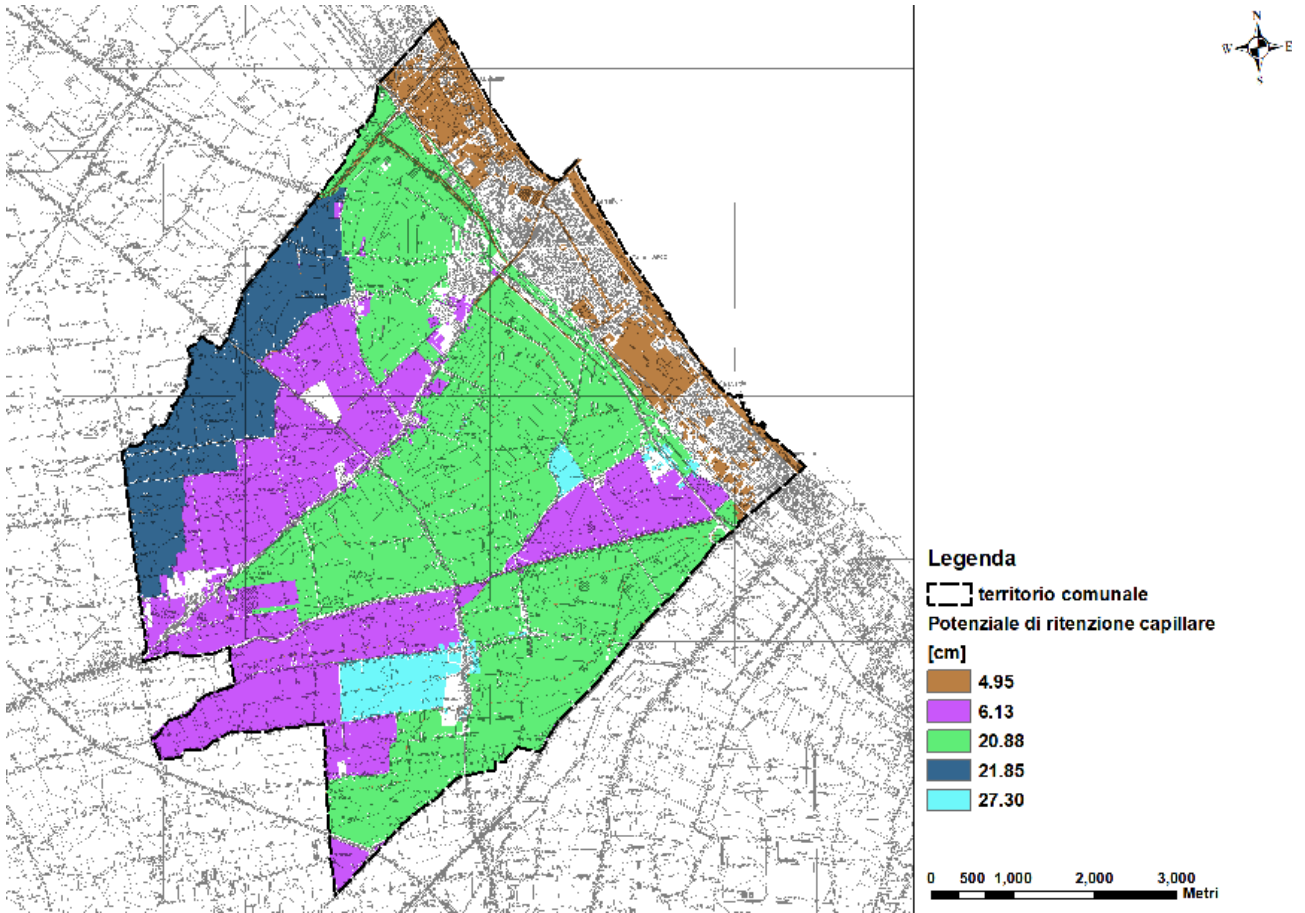 N
W E
S
Legenda
territorio comunale
Potenziale di ritenzione capillare
[cm]
4.95
6.13
20.88
21.85
27.30
0 500 1,000 2,000 3,000
Metri